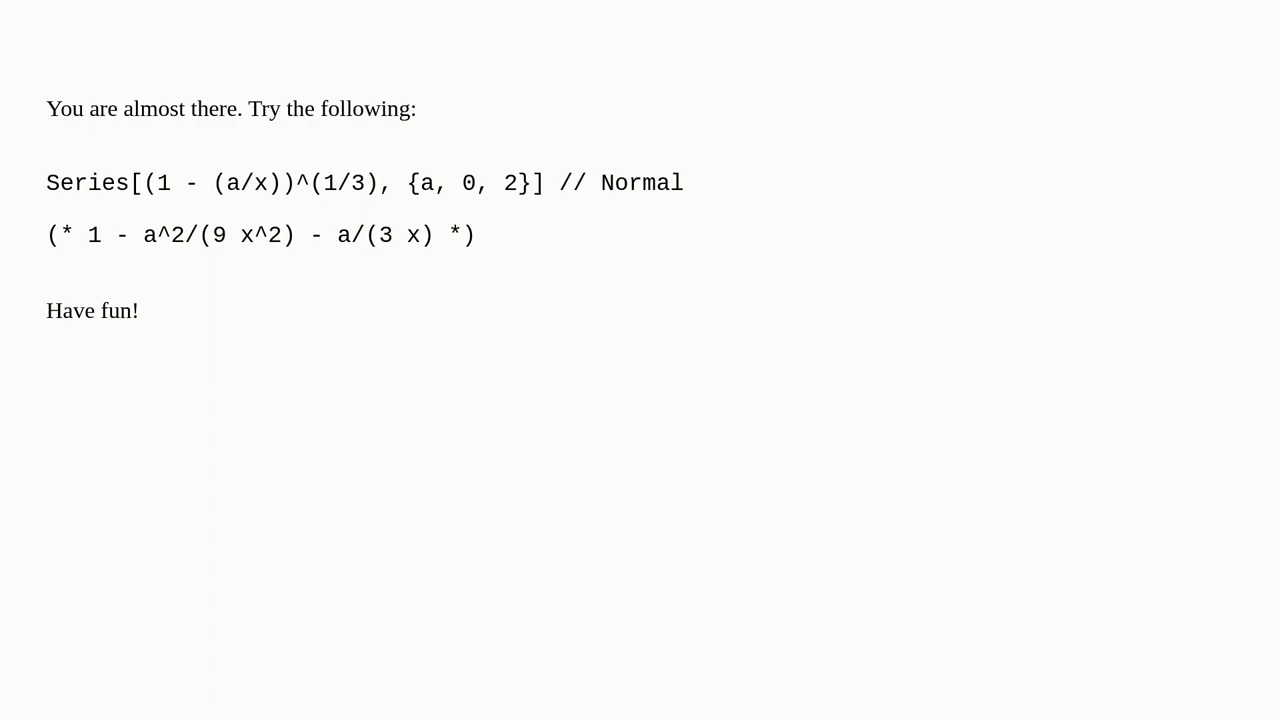 You are almost there. Try the following:
Series[(1 - (a/x))^(1/3), {a, 0, 2}] // Normal
(* 1 - a^2/(9 x^2) - a/(3 x) *)
Have fun!